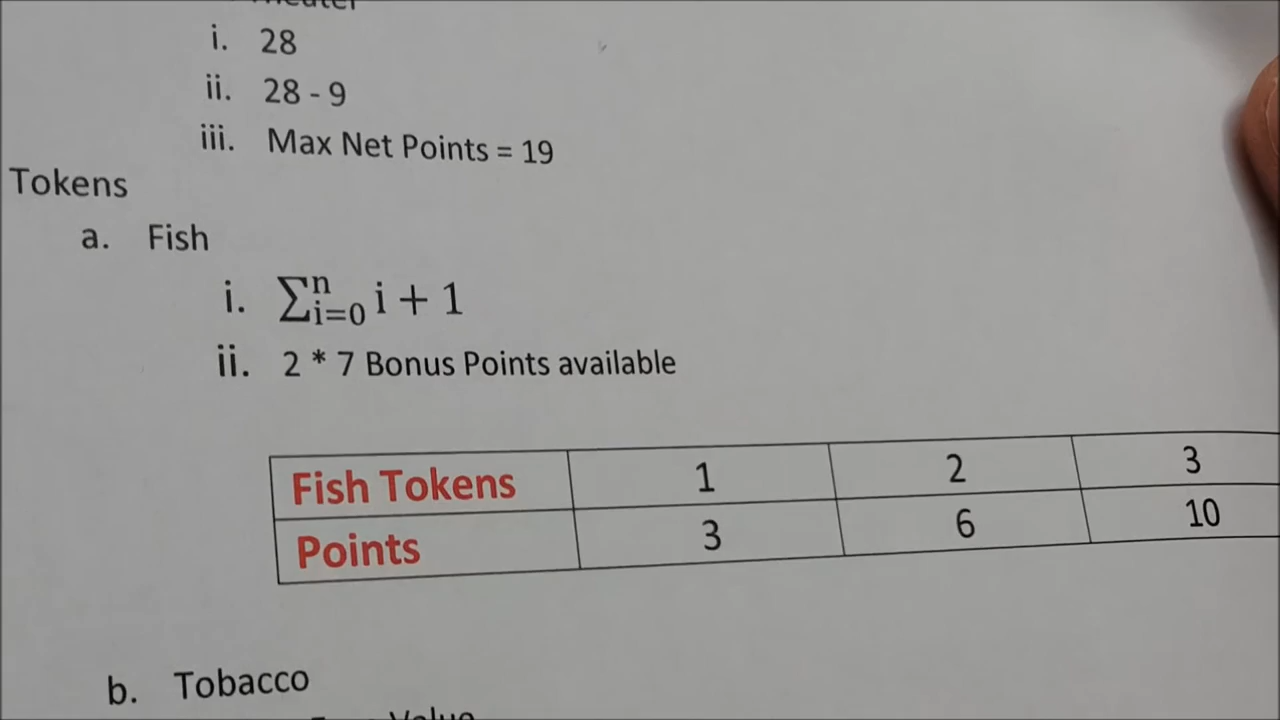 i. 28
ii. 28 - 9
iii. Max Net Points = 19
Tokens
a. Fish
i. ∑ⁿᵢ₌₀ i + 1
ii. 2 * 7 Bonus Points available
Fish Tokens 1 2 3
Points 3 6 10
b. Tobacco
Value